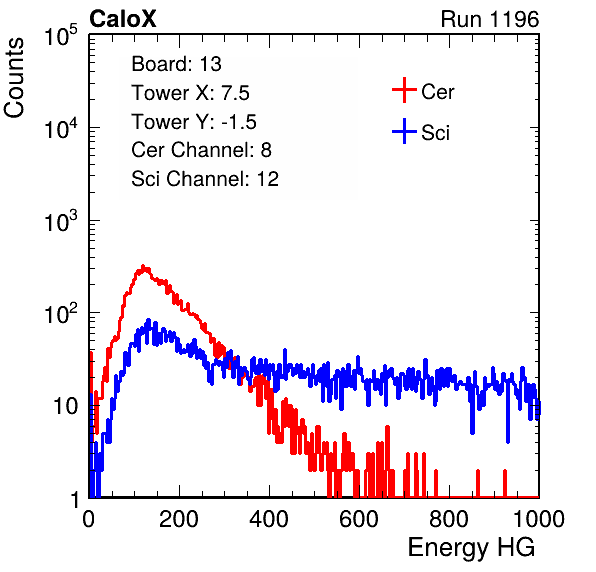 CaloX Run 1196
Counts
10^5
10^4
10^3
10^2
10
1
Board: 13
Tower X: 7.5
Tower Y: -1.5
Cer Channel: 8
Sci Channel: 12
Cer
Sci
0 200 400 600 800 1000
Energy HG